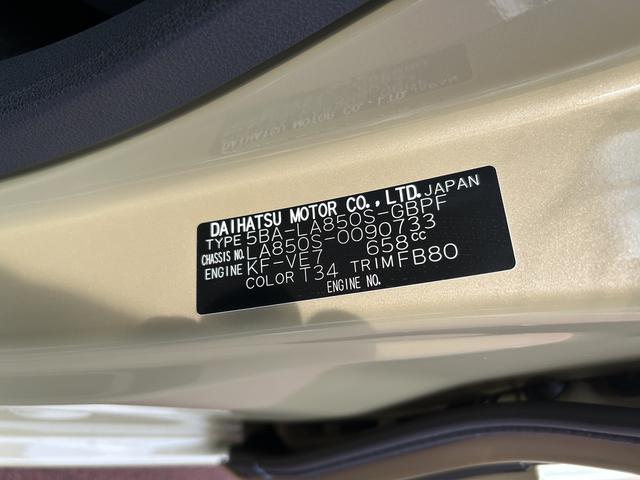 DAIHATSU MOTOR CO., LTD. JAPAN
TYPE 5BA-LA850S-GBPF
CHASSIS NO. LA850S-0090733
ENGINE KF-VE7 658cc
COLOR T34 TRIM FB80
ENGINE NO.